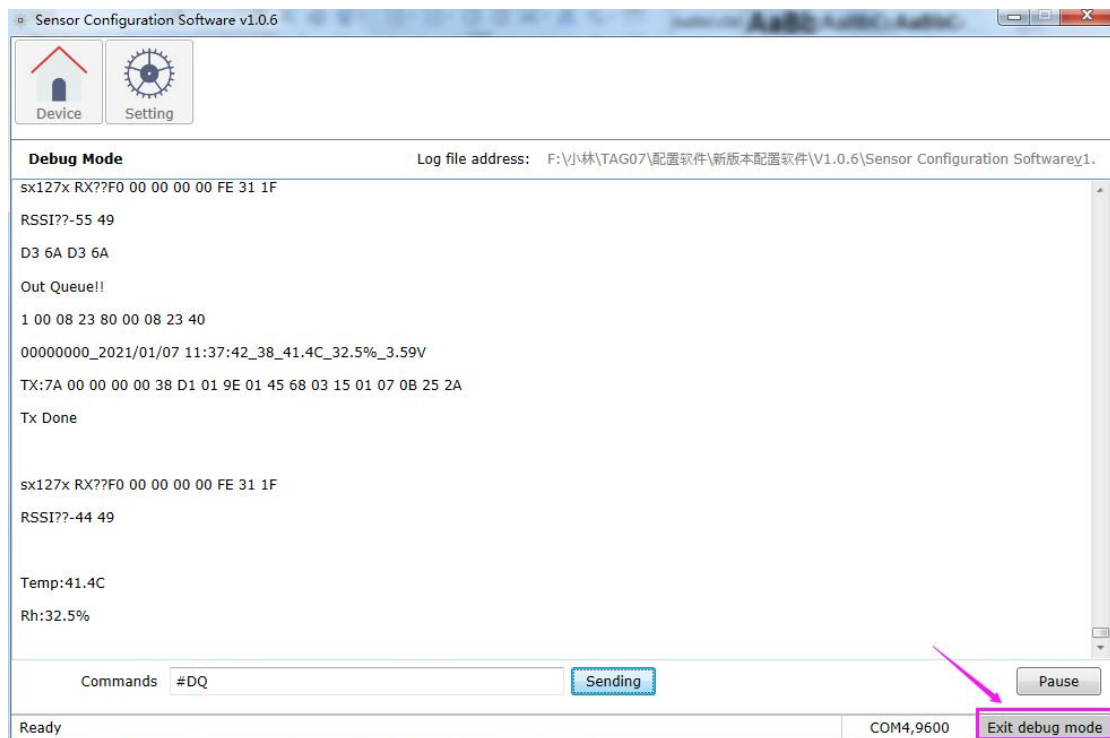 Sensor Configuration Software v1.0.6
Device
Setting
Debug Mode
Log file address: F:\小林\TAG07\配置软件\新版本配置软件\V1.0.6\Sensor Configuration Softwarev1.
sx127x RX??F0 00 00 00 00 FE 31 1F
RSSI??-55 49
D3 6A D3 6A
Out Queue!!
1 00 08 23 80 00 08 23 40
00000000_2021/01/07 11:37:42_38_41.4C_32.5%_3.59V
TX:7A 00 00 00 00 38 D1 01 9E 01 45 68 03 15 01 07 0B 25 2A
Tx Done
sx127x RX??F0 00 00 00 00 FE 31 1F
RSSI??-44 49
Temp:41.4C
Rh:32.5%
Commands #DQ Sending Pause
Ready COM4,9600 Exit debug mode